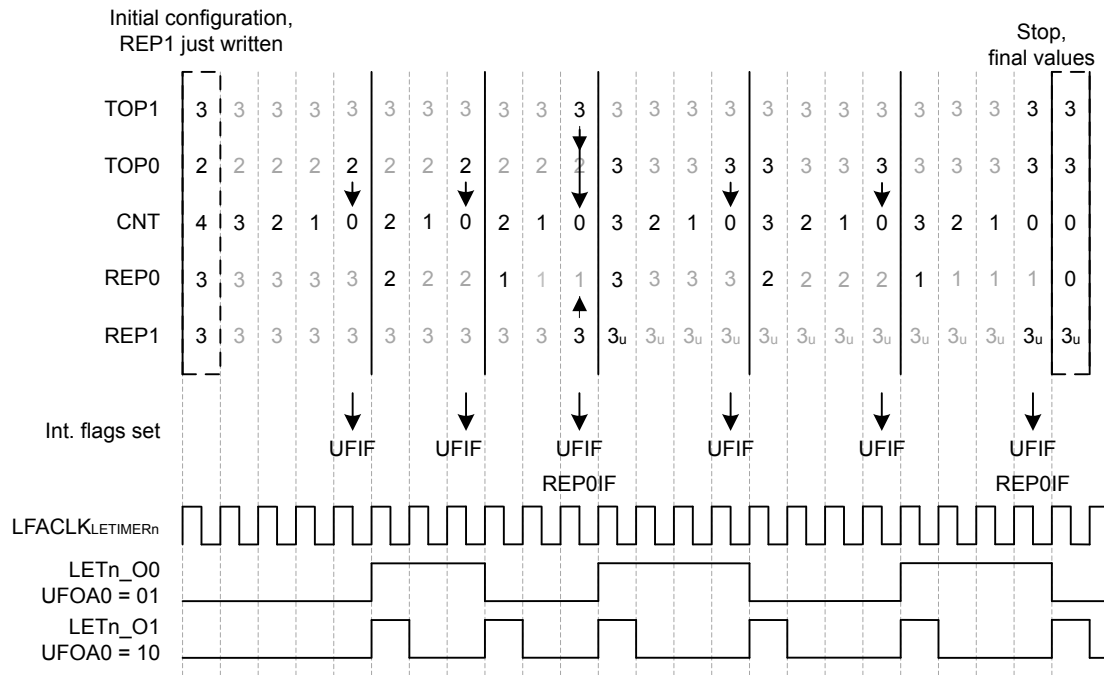 Initial configuration,
REP1 just written
Stop,
final values
TOP1 3 3 3 3 3 3 3 3 3 3 3 3 3 3 3 3 3 3 3 3 3 3 3 3
TOP0 2 2 2 2 2 2 2 2 2 2 2 3 3 3 3 3 3 3 3 3 3 3 3 3
CNT 4 3 2 1 0 2 1 0 2 1 0 3 2 1 0 3 2 1 0 3 2 1 0 0
REP0 3 3 3 3 3 2 2 2 1 1 1 3 3 3 3 2 2 2 2 1 1 1 1 0
REP1 3 3 3 3 3 3 3 3 3 3 3 3u 3u 3u 3u 3u 3u 3u 3u 3u 3u 3u 3u 3u
Int. flags set
UFIF UFIF UFIF UFIF UFIF UFIF
REP0IF REP0IF
LFACLKLETIMERn
LETn_O0
UFOA0 = 01
LETn_O1
UFOA0 = 10